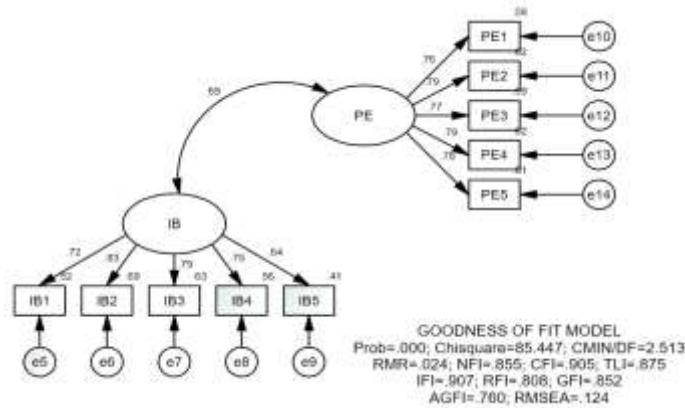 PE1
e10
.76
PE2
e11
.79
PE3
e12
.77
PE
PE4
e13
.79
PE5
e14
IB
.72
.83
.79
.75
.64
.52
.63
.56
.41
IB1
IB2
IB3
IB4
IB5
e5
e6
e7
e8
e9
GOODNESS OF FIT MODEL
Prob=.000; Chisquare=85.447; CMIN/DF=2.513
RMR=.024; NFI=.855; CFI=.905; TLI=.875
IFI=.907; RFI=.808; GFI=.852
AGFI=.760; RMSEA=.124